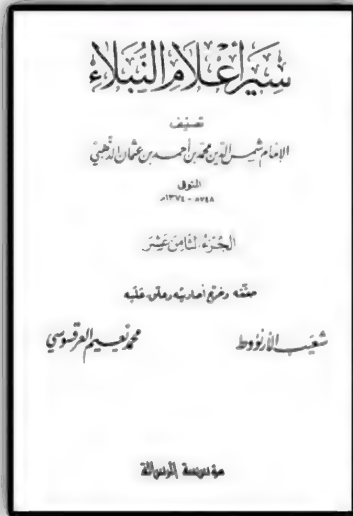 سير أعلام النبلاء
تصنيف
الإمام شمس الدين محمد بن أحمد بن عثمان الذهبي
المتوفى
٧٤٨هـ - ١٣٧٤م
الجزء الثامن عشر
حققه وخرج أحاديثه وعلق عليه
شعيب الأرنؤوط محمد نعيم العرقسوسي
مؤسسة الرسالة